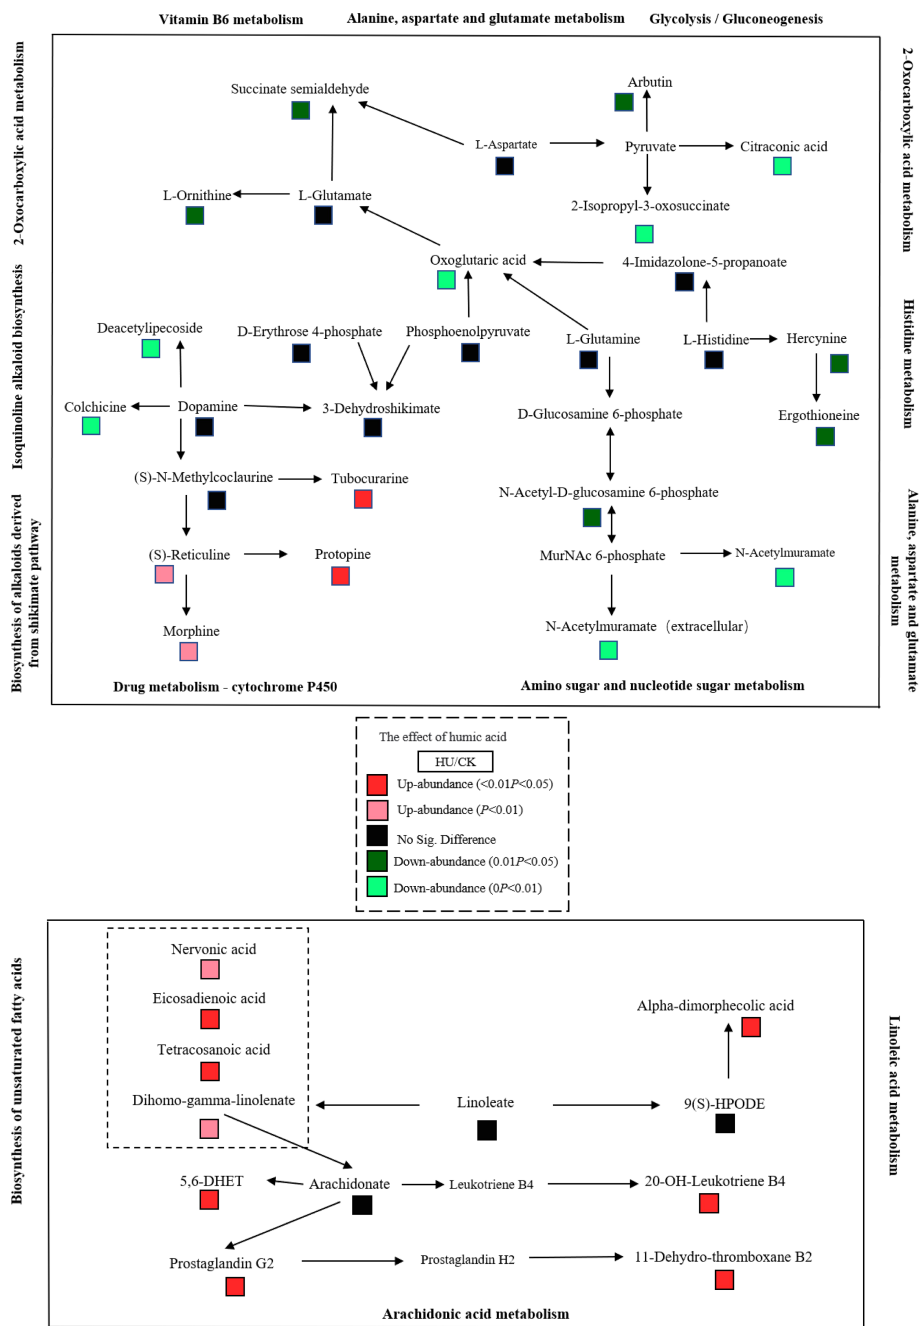 Vitamin B6 metabolism
Alanine, aspartate and glutamate metabolism
Glycolysis / Gluconeogenesis
2-Oxocarboxylic acid metabolism
Isoquinoline alkaloid biosynthesis
Biosynthesis of alkaloids derived
from shikimate pathway
2-Oxocarboxylic acid metabolism
Histidine metabolism
Alanine, aspartate and glutamate
metabolism
Succinate semialdehyde
Arbutin
L-Aspartate
Pyruvate
Citraconic acid
L-Ornithine
L-Glutamate
2-Isopropyl-3-oxosuccinate
Oxoglutaric acid
4-Imidazolone-5-propanoate
Deacetylipecoside
D-Erythrose 4-phosphate
Phosphoenolpyruvate
L-Glutamine
L-Histidine
Hercynine
Colchicine
Dopamine
3-Dehydroshikimate
D-Glucosamine 6-phosphate
Ergothioneine
(S)-N-Methylcoclaurine
Tubocurarine
N-Acetyl-D-glucosamine 6-phosphate
(S)-Reticuline
Protopine
MurNAc 6-phosphate
N-Acetylmuramate
Morphine
N-Acetylmuramate (extracellular)
Drug metabolism - cytochrome P450
Amino sugar and nucleotide sugar metabolism
The effect of humic acid
HU/CK
Up-abundance (<0.01P<0.05)
Up-abundance (P<0.01)
No Sig. Difference
Down-abundance (0.01P<0.05)
Down-abundance (0P<0.01)
Biosynthesis of unsaturated fatty acids
Linoleic acid metabolism
Nervonic acid
Eicosadienoic acid
Alpha-dimorphecolic acid
Tetracosanoic acid
Dihomo-gamma-linolenate
Linoleate
9(S)-HPODE
5,6-DHET
Arachidonate
Leukotriene B4
20-OH-Leukotriene B4
Prostaglandin G2
Prostaglandin H2
11-Dehydro-thromboxane B2
Arachidonic acid metabolism